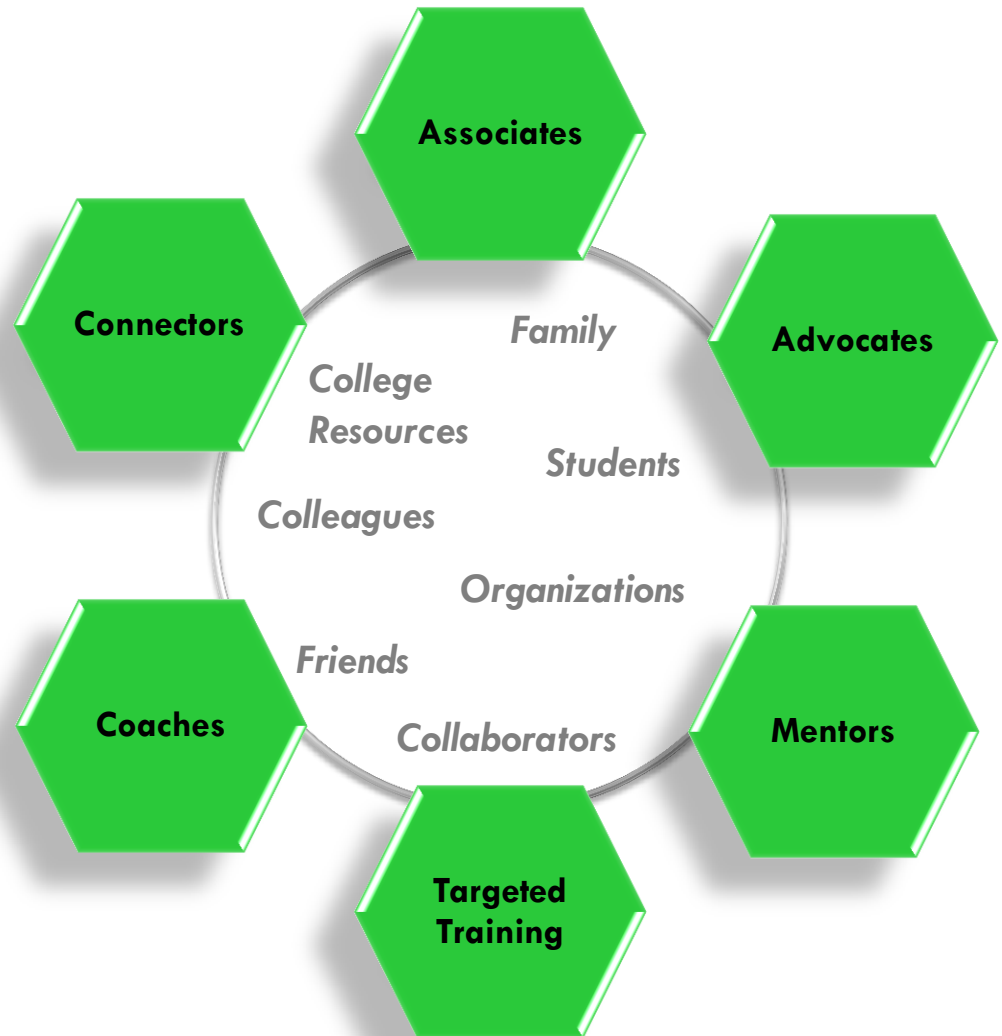 Associates
Connectors
Advocates
Family
College
Resources
Students
Colleagues
Organizations
Friends
Coaches
Mentors
Collaborators
Targeted
Training